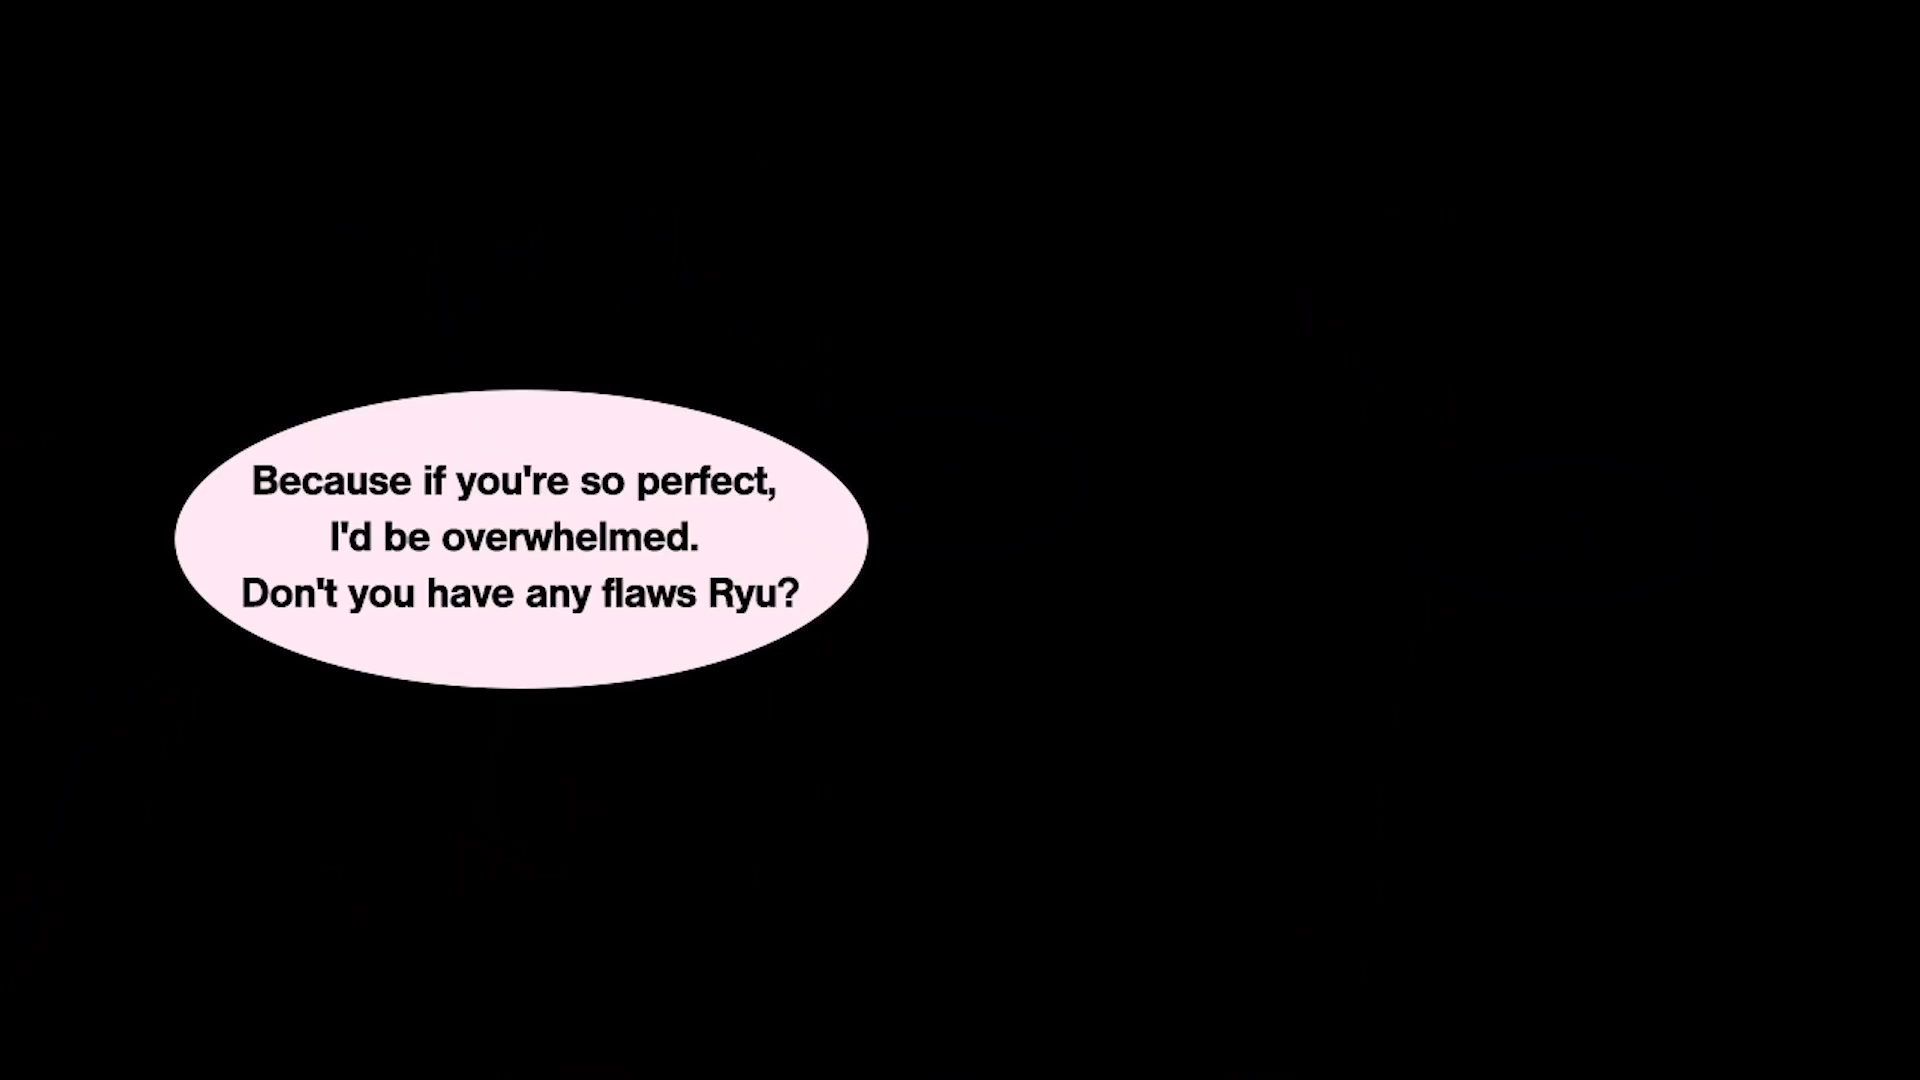 Because if you're so perfect,
I'd be overwhelmed.
Don't you have any flaws Ryu?